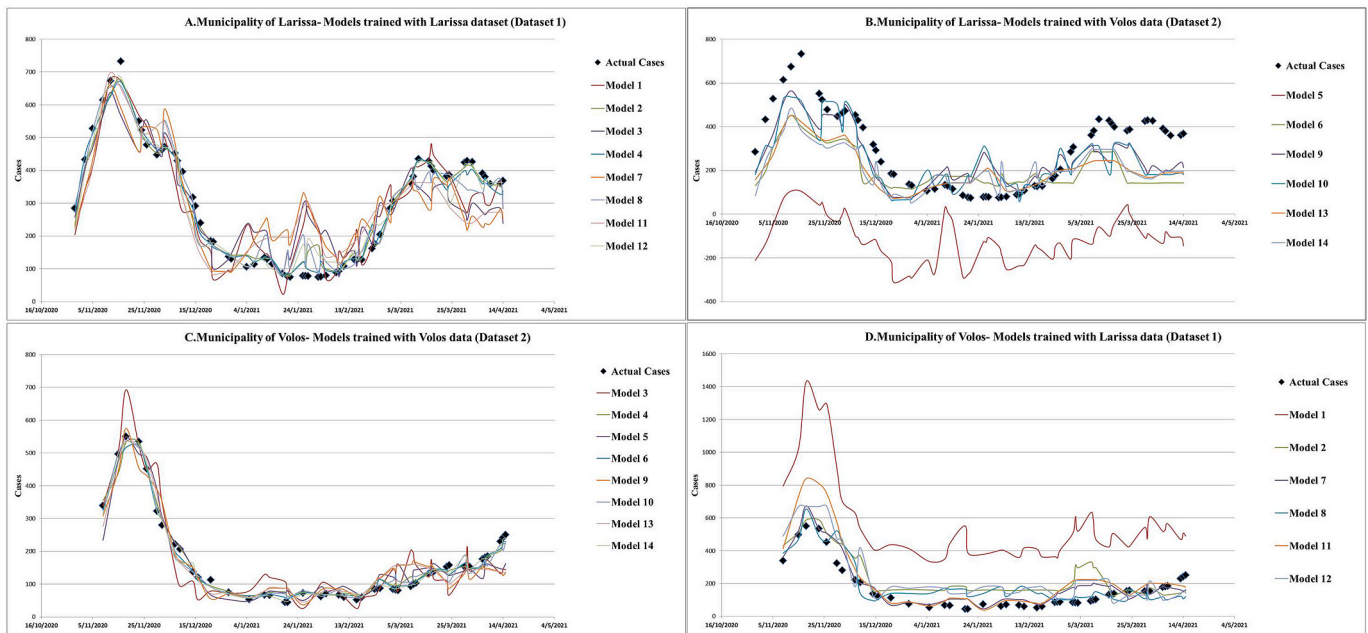 A.Municipality of Larissa- Models trained with Larissa dataset (Dataset 1)
800
700
600
500
400
300
200
100
0
Cases
16/10/2020 5/11/2020 25/11/2020 15/12/2020 4/1/2021 24/1/2021 13/2/2021 5/3/2021 25/3/2021 14/4/2021 4/5/2021
Actual Cases
Model 1
Model 2
Model 3
Model 4
Model 7
Model 8
Model 11
Model 12
B.Municipality of Larissa- Models trained with Volos data (Dataset 2)
800
600
400
200
0
-200
-400
Cases
16/10/2020 5/11/2020 25/11/2020 15/12/2020 4/1/2021 24/1/2021 13/2/2021 5/3/2021 25/3/2021 14/4/2021 4/5/2021
Actual Cases
Model 5
Model 6
Model 9
Model 10
Model 13
Model 14
C.Municipality of Volos- Models trained with Volos data (Dataset 2)
800
700
600
500
400
300
200
100
0
Cases
16/10/2020 5/11/2020 25/11/2020 15/12/2020 4/1/2021 24/1/2021 13/2/2021 5/3/2021 25/3/2021 14/4/2021 4/5/2021
Actual Cases
Model 3
Model 4
Model 5
Model 6
Model 9
Model 10
Model 13
Model 14
D.Municipality of Volos- Models trained with Larissa data (Dataset 1)
1600
1400
1200
1000
800
600
400
200
0
Cases
16/10/2020 5/11/2020 25/11/2020 15/12/2020 4/1/2021 24/1/2021 13/2/2021 5/3/2021 25/3/2021 14/4/2021 4/5/2021
Actual Cases
Model 1
Model 2
Model 7
Model 8
Model 11
Model 12